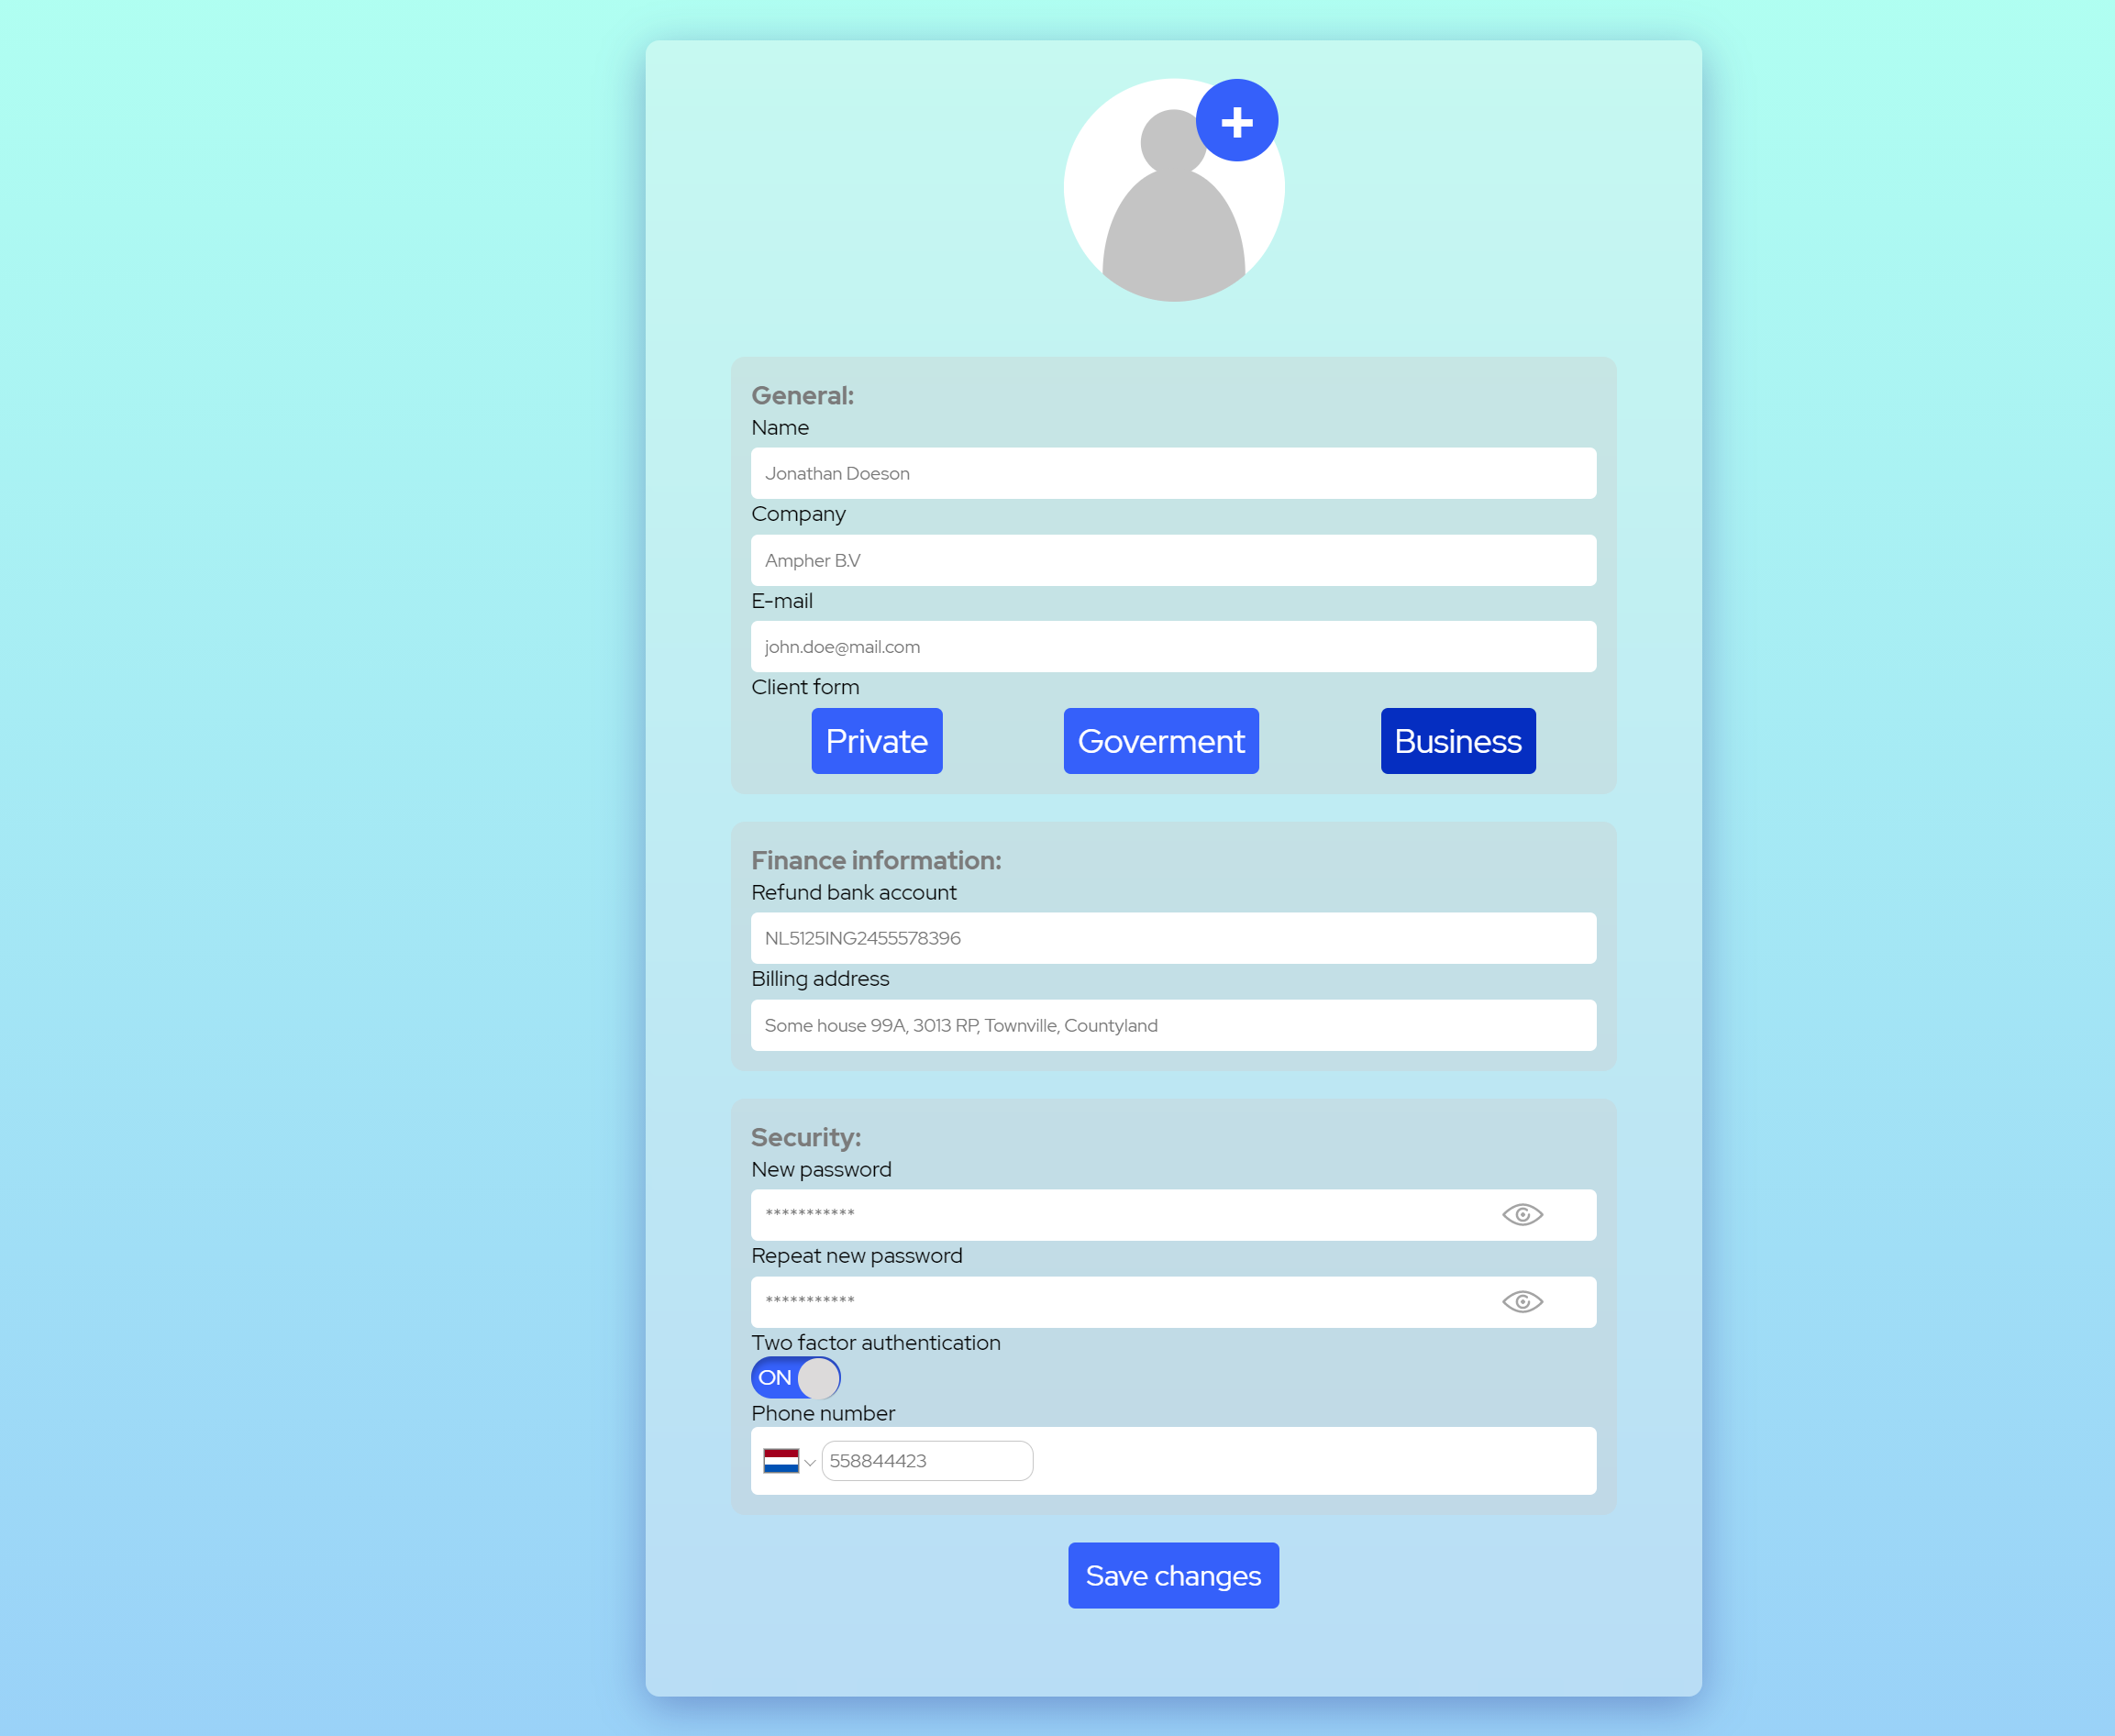 General:
Name
Jonathan Doeson
Company
Ampher B.V
E-mail
john.doe@mail.com
Client form
Private Goverment Business
Finance information:
Refund bank account
NL5125ING2455578396
Billing address
Some house 99A, 3013 RP, Townville, Countyland
Security:
New password
***********
Repeat new password
***********
Two factor authentication
ON
Phone number
558844423
Save changes